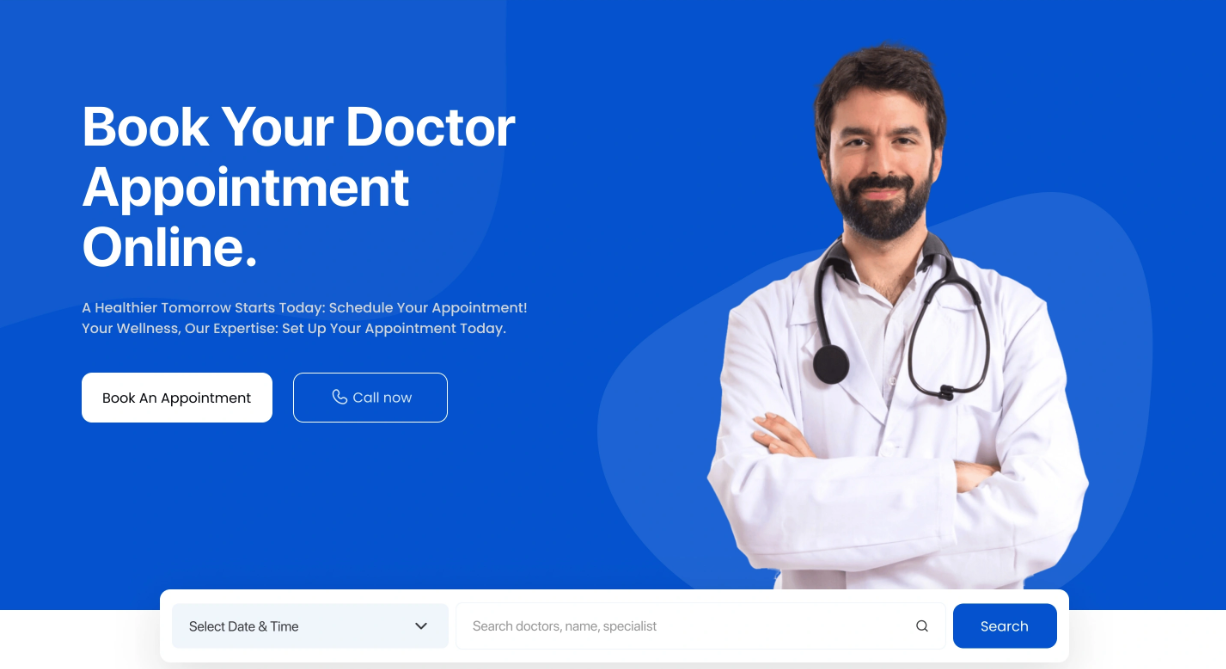 Book Your Doctor
Appointment
Online.
A Healthier Tomorrow Starts Today: Schedule Your Appointment!
Your Wellness, Our Expertise: Set Up Your Appointment Today.
Book An Appointment
Call now
Select Date & Time
Search doctors, name, specialist
Search